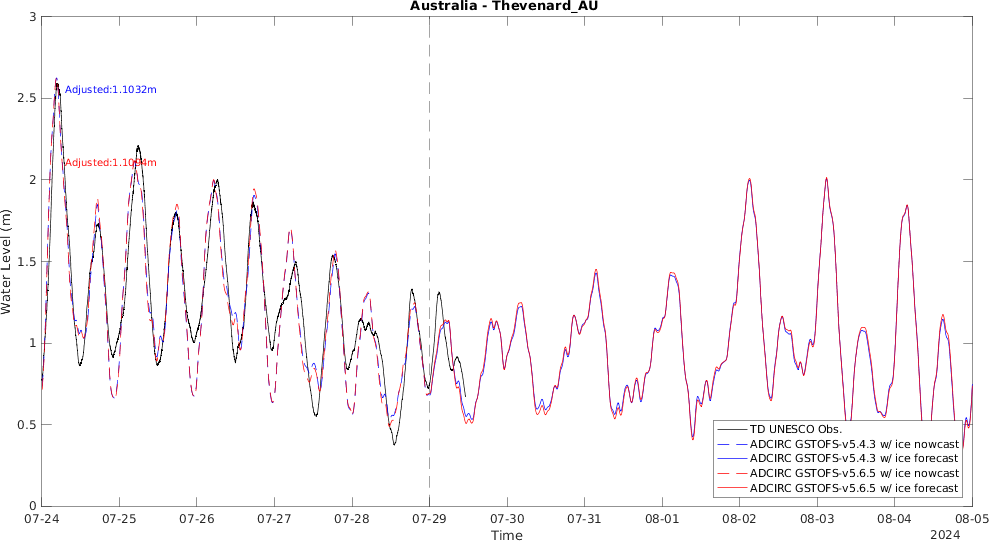 Australia - Thevenard_AU
3
2.5
2
1.5
1
0.5
0
Water Level (m)
Adjusted:1.1032m
Adjusted:1.1094m
TD UNESCO Obs.
ADCIRC GSTOFS-v5.4.3 w/ ice nowcast
ADCIRC GSTOFS-v5.4.3 w/ ice forecast
ADCIRC GSTOFS-v5.6.5 w/ ice nowcast
ADCIRC GSTOFS-v5.6.5 w/ ice forecast
07-24 07-25 07-26 07-27 07-28 07-29 07-30 07-31 08-01 08-02 08-03 08-04 08-05
Time
2024